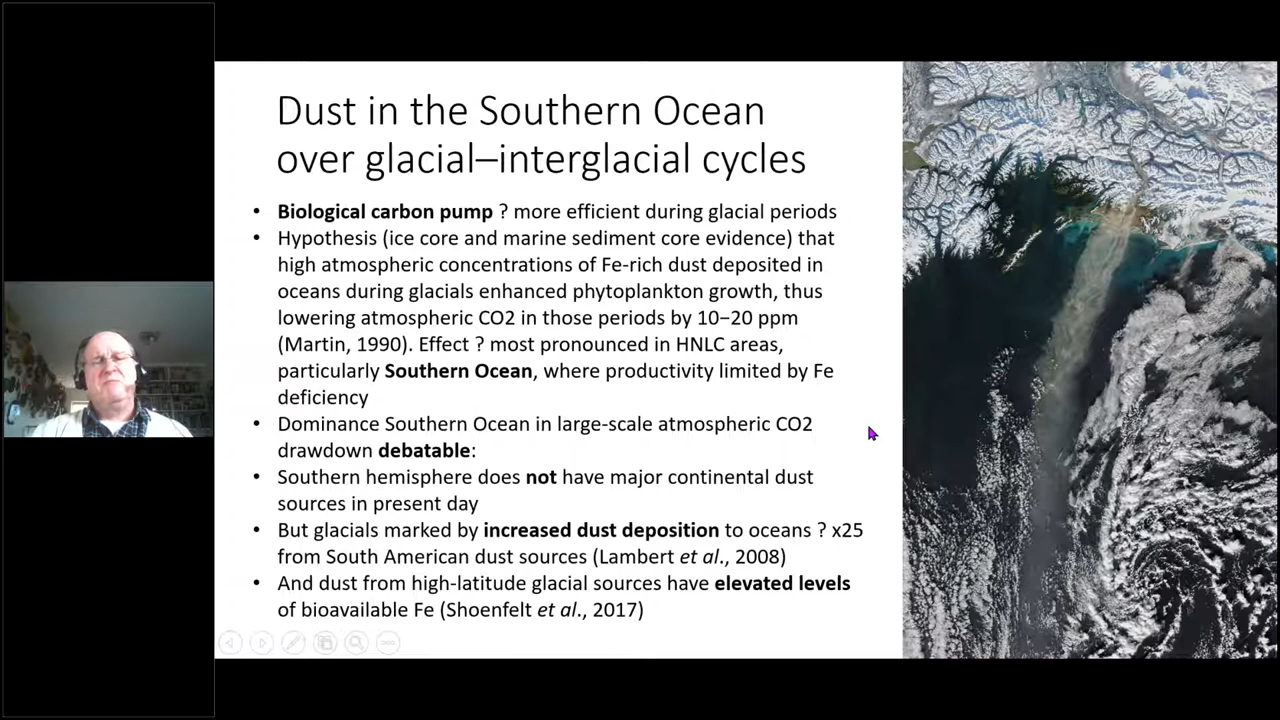 Dust in the Southern Ocean
over glacial–interglacial cycles
• Biological carbon pump ? more efficient during glacial periods
• Hypothesis (ice core and marine sediment core evidence) that
high atmospheric concentrations of Fe-rich dust deposited in
oceans during glacials enhanced phytoplankton growth, thus
lowering atmospheric CO2 in those periods by 10−20 ppm
(Martin, 1990). Effect ? most pronounced in HNLC areas,
particularly Southern Ocean, where productivity limited by Fe
deficiency
• Dominance Southern Ocean in large-scale atmospheric CO2
drawdown debatable:
• Southern hemisphere does not have major continental dust
sources in present day
• But glacials marked by increased dust deposition to oceans ? x25
from South American dust sources (Lambert et al., 2008)
• And dust from high-latitude glacial sources have elevated levels
of bioavailable Fe (Shoenfelt et al., 2017)